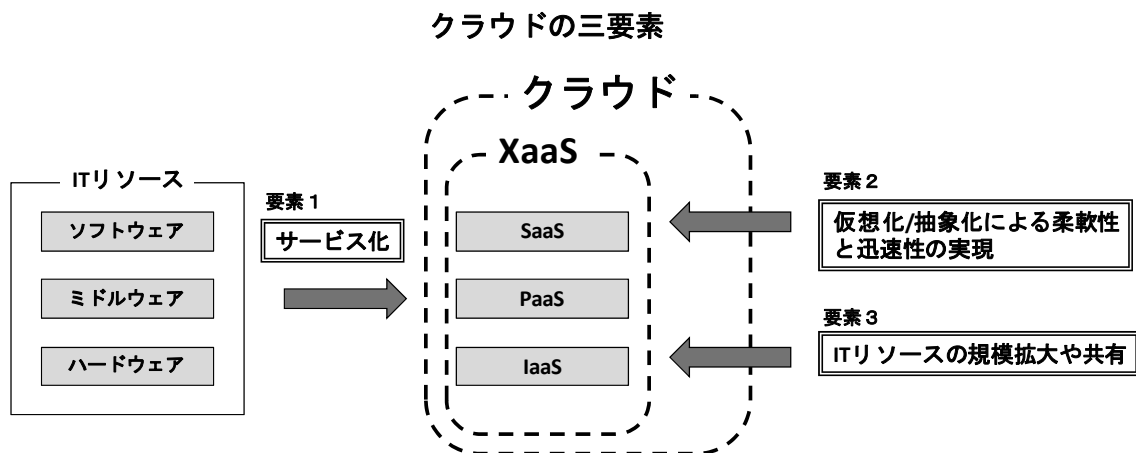 クラウドの三要素
クラウド
XaaS
ITリソース
ソフトウェア
ミドルウェア
ハードウェア
要素1
サービス化
SaaS
PaaS
IaaS
要素2
仮想化/抽象化による柔軟性
と迅速性の実現
要素3
ITリソースの規模拡大や共有